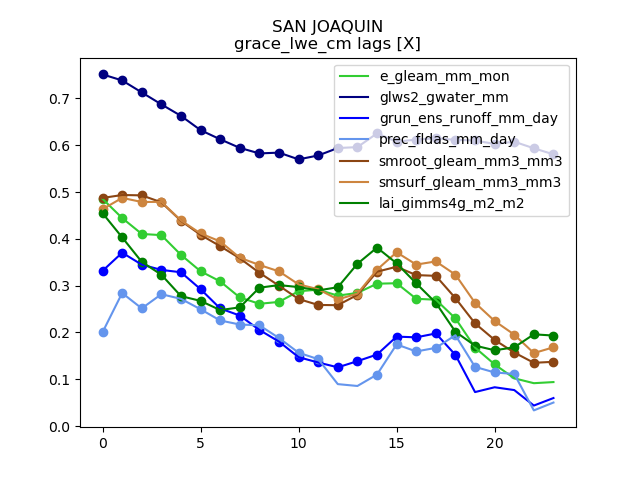 SAN JOAQUIN
grace_lwe_cm lags [X]
e_gleam_mm_mon
glws2_gwater_mm
grun_ens_runoff_mm_day
prec_fldas_mm_day
smroot_gleam_mm3_mm3
smsurf_gleam_mm3_mm3
lai_gimms4g_m2_m2
0.7
0.6
0.5
0.4
0.3
0.2
0.1
0.0
0 5 10 15 20